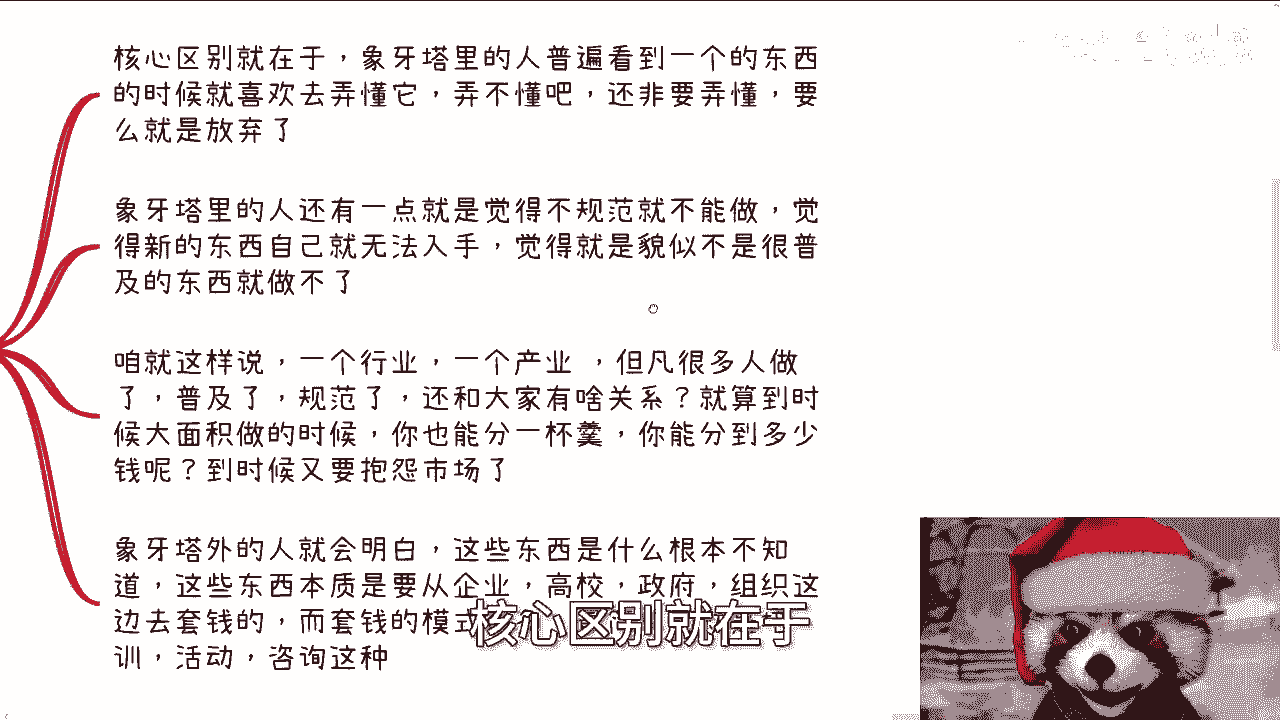 核心区别就在于，象牙塔里的人普遍看到一个的东西
的时候就喜欢去弄懂它，弄不懂吧，还非要弄懂，要
么就是放弃了
象牙塔里的人还有一点就是觉得不规范就不能做，觉
得新的东西自己就无法入手，觉得就是貌似不是很普
及的东西就做不了
咱就这样说，一个行业，一个产业 ，但凡很多人做
了，普及了，规范了，还和大家有啥关系？就算到时
候大面积做的时候，你也能分一杯羹，你能分到多少
钱呢？到时候又要抱怨市场了
象牙塔外的人就会明白，这些东西是什么根本不知
道，这些东西本质是要从企业，高校，政府，组织这
边去套钱的，而套钱的模
训，活动，咨询这种
核心区别就在于